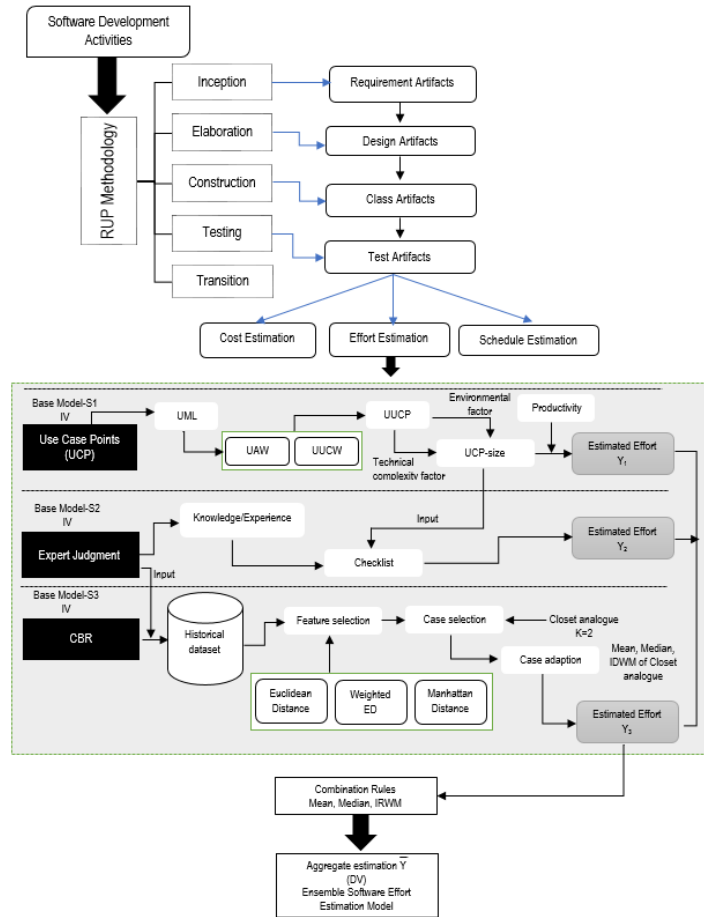 Software Development
Activities
RUP Methodology
Inception
Elaboration
Construction
Testing
Transition
Requirement Artifacts
Design Artifacts
Class Artifacts
Test Artifacts
Cost Estimation
Effort Estimation
Schedule Estimation
Base Model-S1
IV
Use Case Points
(UCP)
UML
UAW
UUCW
UUCP
Environmental
factor
Technical
complexity factor
UCP-size
Productivity
Estimated Effort
Y1
Base Model-S2
IV
Expert Judgment
Knowledge/Experience
Input
Checklist
Estimated Effort
Y2
Base Model-S3
IV
Input
CBR
Historical
dataset
Feature selection
Case selection
Closet analogue
K=2
Case adaption
Mean, Median,
IDWM of Closet
analogue
Euclidean
Distance
Weighted
ED
Manhattan
Distance
Estimated Effort
Y3
Combination Rules
Mean, Median, IRWM
Aggregate estimation Y̅
(DV)
Ensemble Software Effort
Estimation Model